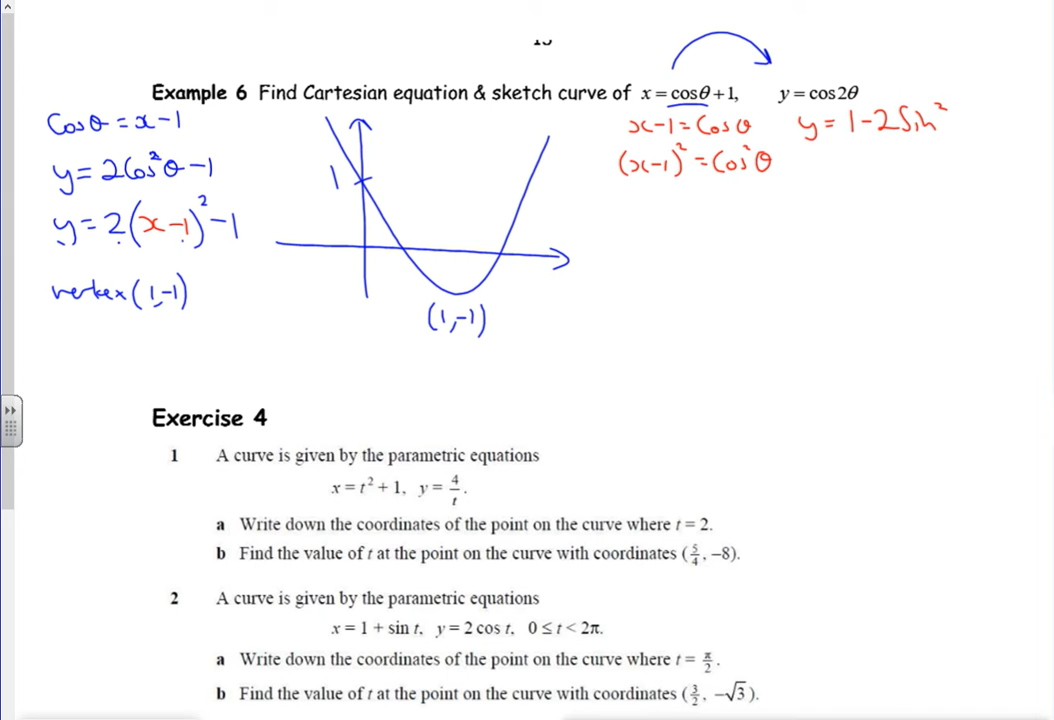 Example 6 Find Cartesian equation & sketch curve of x = cosθ + 1, y = cos2θ
Cosθ = x - 1
y = 2Cos²θ - 1
y = 2(x - 1)² - 1
vertex (1, -1)
1
(1, -1)
x - 1 = Cosθ
(x - 1)² = Cos²θ
y = 1 - 2Sin²
Exercise 4
1 A curve is given by the parametric equations
x = t² + 1, y = 4/t.
a Write down the coordinates of the point on the curve where t = 2.
b Find the value of t at the point on the curve with coordinates (5/4, -8).
2 A curve is given by the parametric equations
x = 1 + sin t, y = 2 cos t, 0 ≤ t < 2π.
a Write down the coordinates of the point on the curve where t = π/2.
b Find the value of t at the point on the curve with coordinates (3/2, -√3).